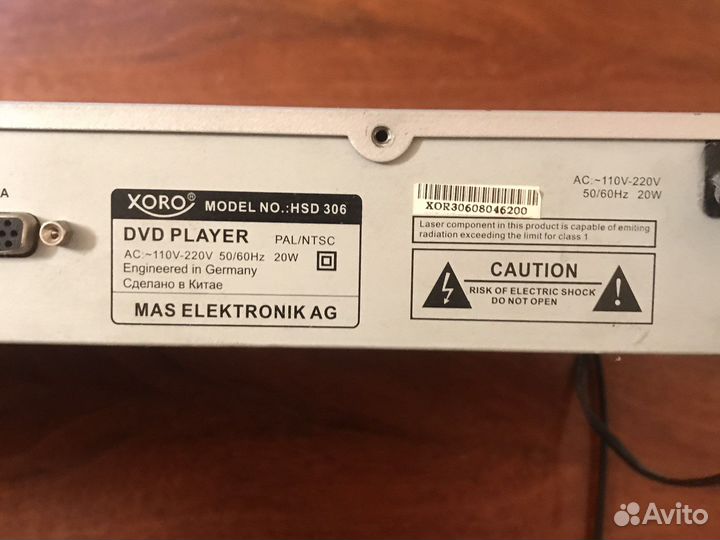 A
XORO® MODEL NO.:HSD 306
DVD PLAYER PAL/NTSC
AC:~110V-220V 50/60Hz 20W
Engineered in Germany
Сделано в Китае
MAS ELEKTRONIK AG
XOR30608046200
Laser component in this product is capable of emiting
radiation exceeding the limit for class 1
CAUTION
RISK OF ELECTRIC SHOCK
DO NOT OPEN
AC:~110V-220V
50/60Hz 20W
Avito